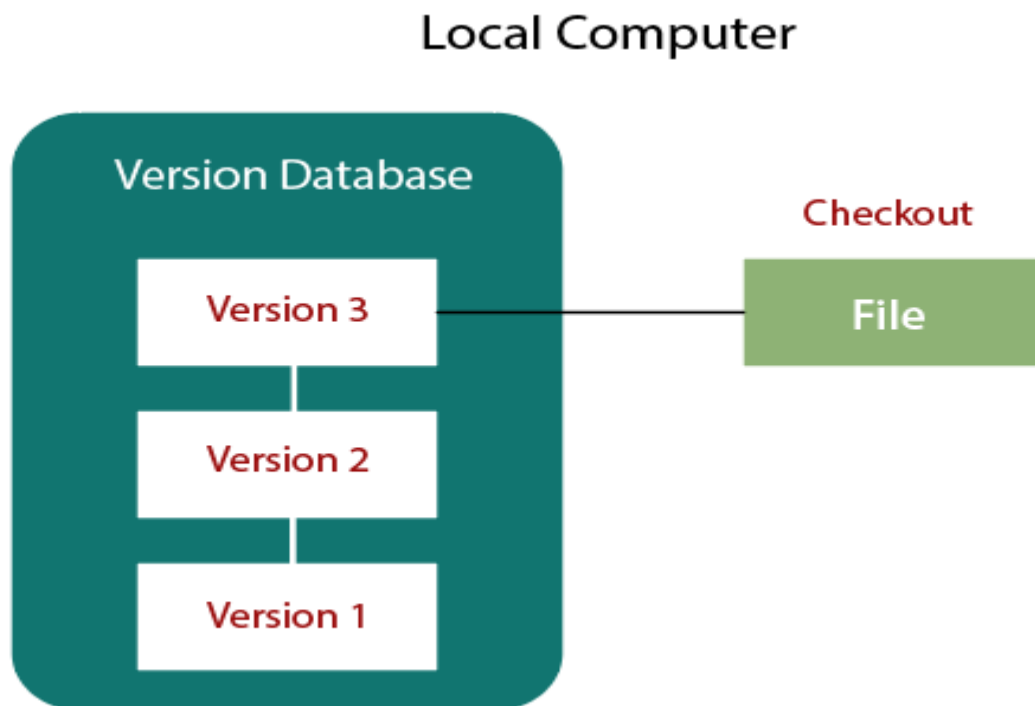 Local Computer
Version Database
Checkout
Version 3
File
Version 2
Version 1